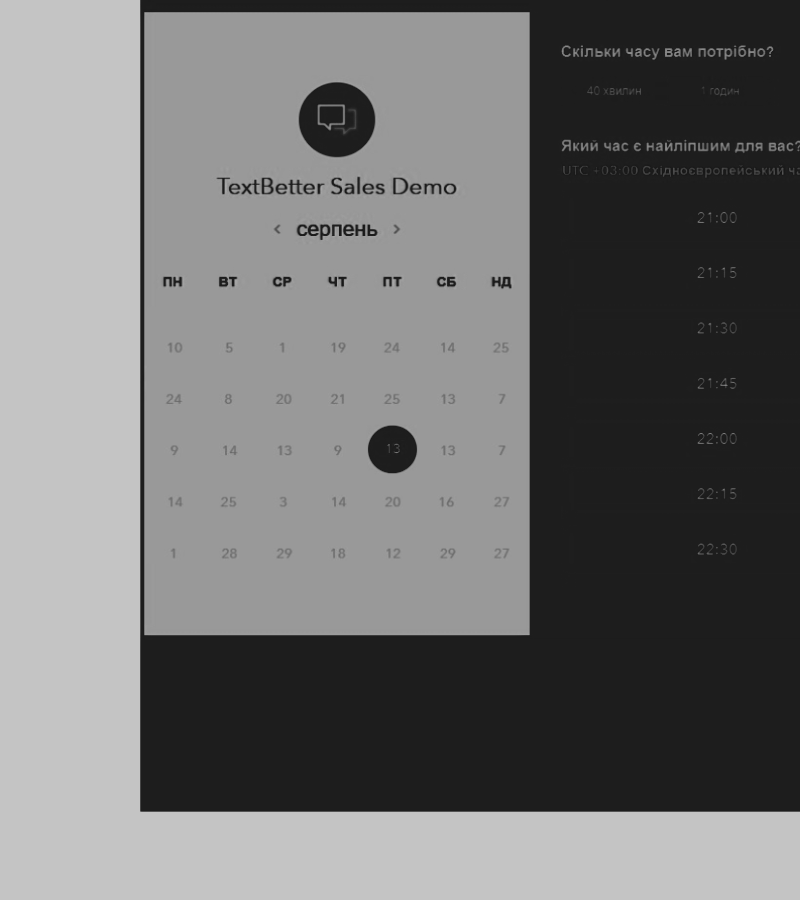 TextBetter Sales Demo
< серпень >
ПН ВТ СР ЧТ ПТ СБ НД
10 5 1 19 24 14 25
24 8 20 21 25 13 7
9 14 13 9 13 13 7
14 25 3 14 20 16 27
1 28 29 18 12 29 27
Скільки часу вам потрібно?
40 хвилин 1 годин
Який час є найліпшим для вас?
UTC +03:00 Східноєвропейський ча
21:00
21:15
21:30
21:45
22:00
22:15
22:30